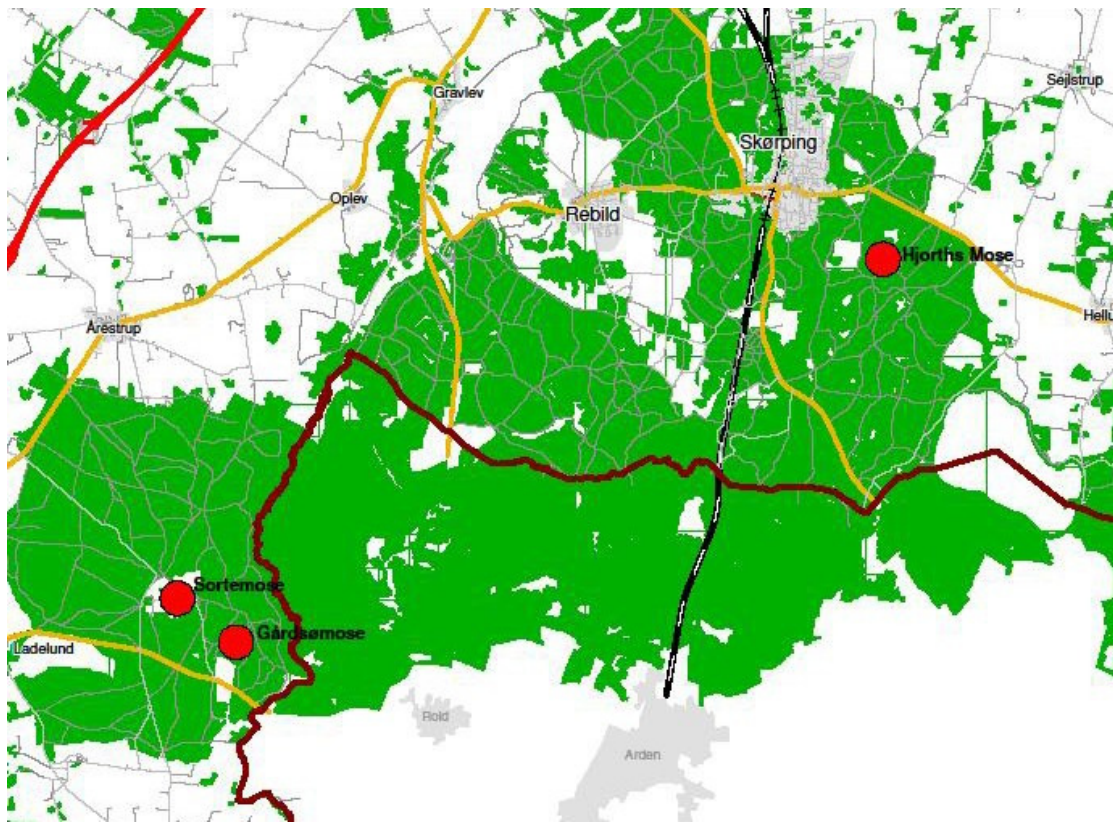 Sejlstrup
Gravlev
Skørping
Oplev
Rebild
Hjorths Mose
Årestrup
Hellu
Sortemose
Gårdsømose
Ladelund
Rold
Arden